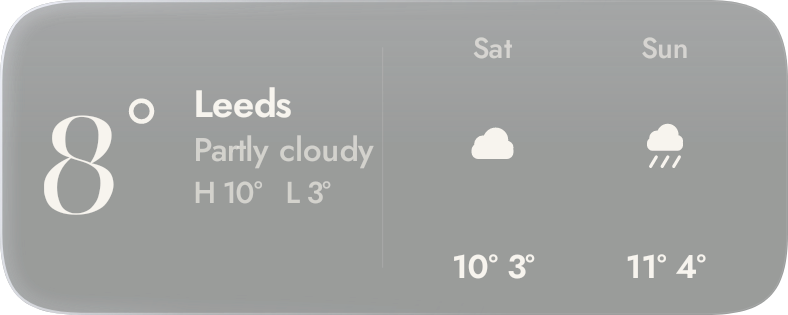 8°
Leeds
Partly cloudy
H 10° L 3°
Sat
10° 3°
Sun
11° 4°